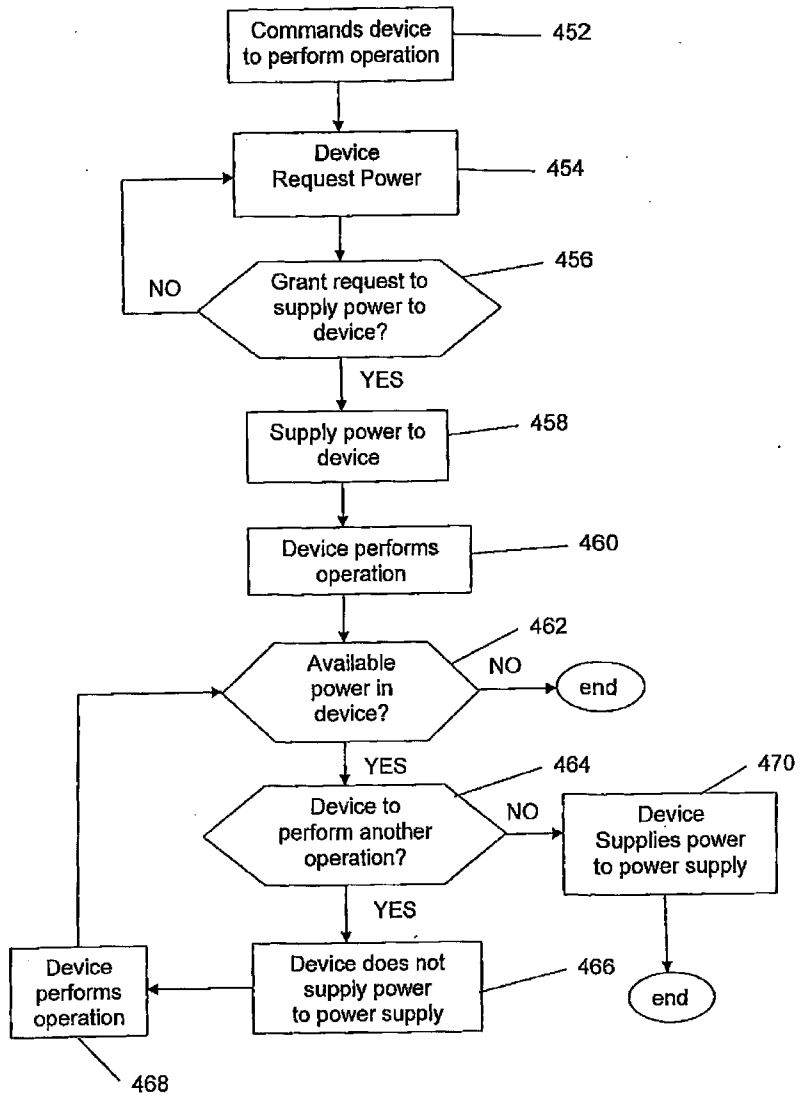 Commands device
to perform operation
452
Device
Request Power
454
Grant request to
supply power to
device?
456
NO
YES
Supply power to
device
458
Device performs
operation
460
Available
power in
device?
462
NO
end
YES
Device to
perform another
operation?
464
NO
Device
Supplies power
to power supply
470
YES
end
Device does not
supply power
to power supply
466
Device
performs
operation
468